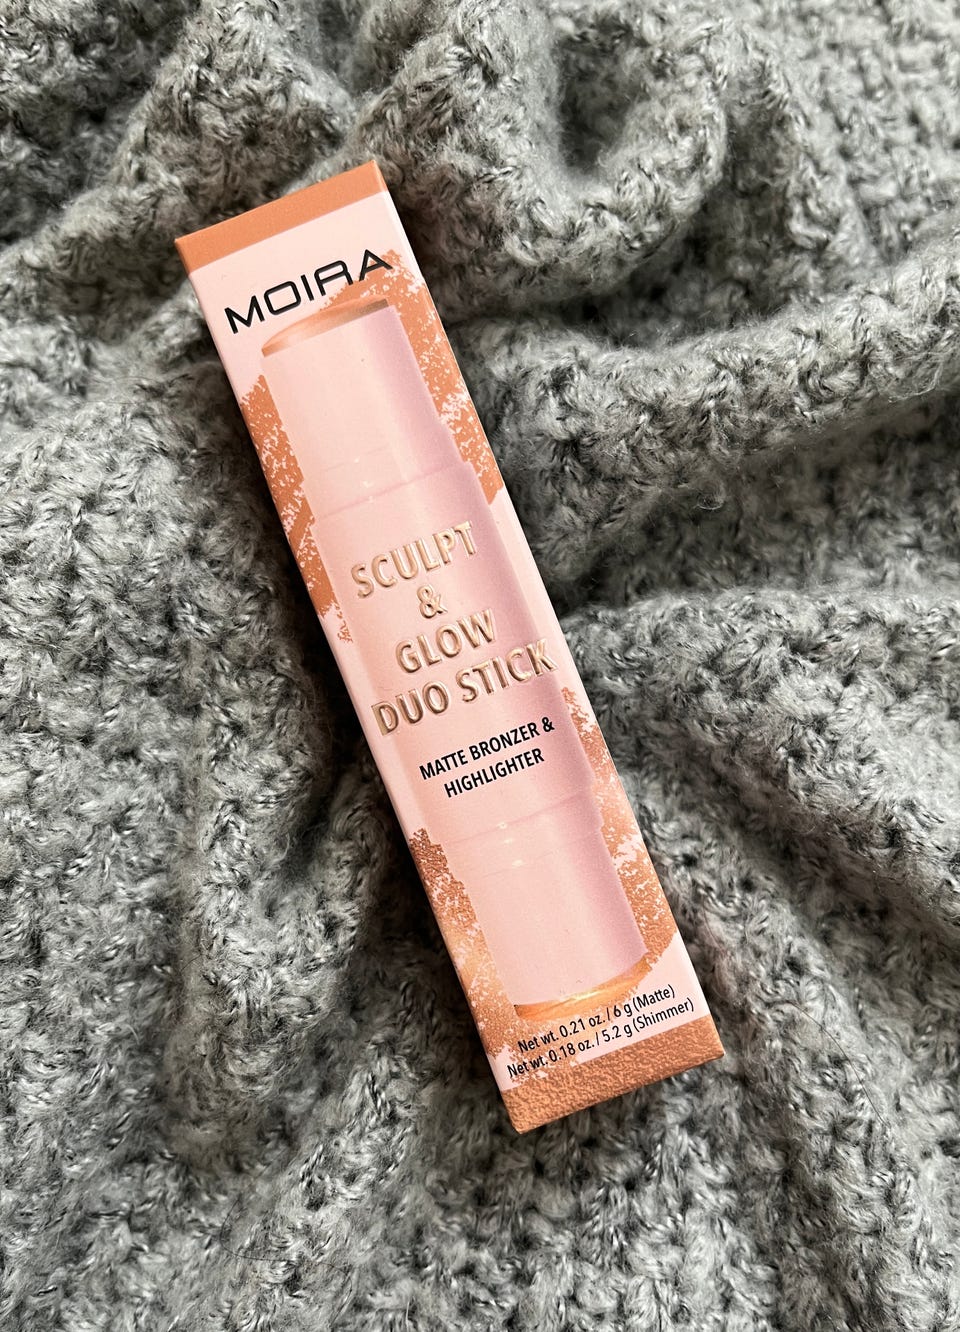 MOIRA
SCULPT
&
GLOW
DUO STICK
MATTE BRONZER &
HIGHLIGHTER
Net wt. 0.21 oz. / 6 g (Matte)
Net wt. 0.18 oz. / 5.2 g (Shimmer)